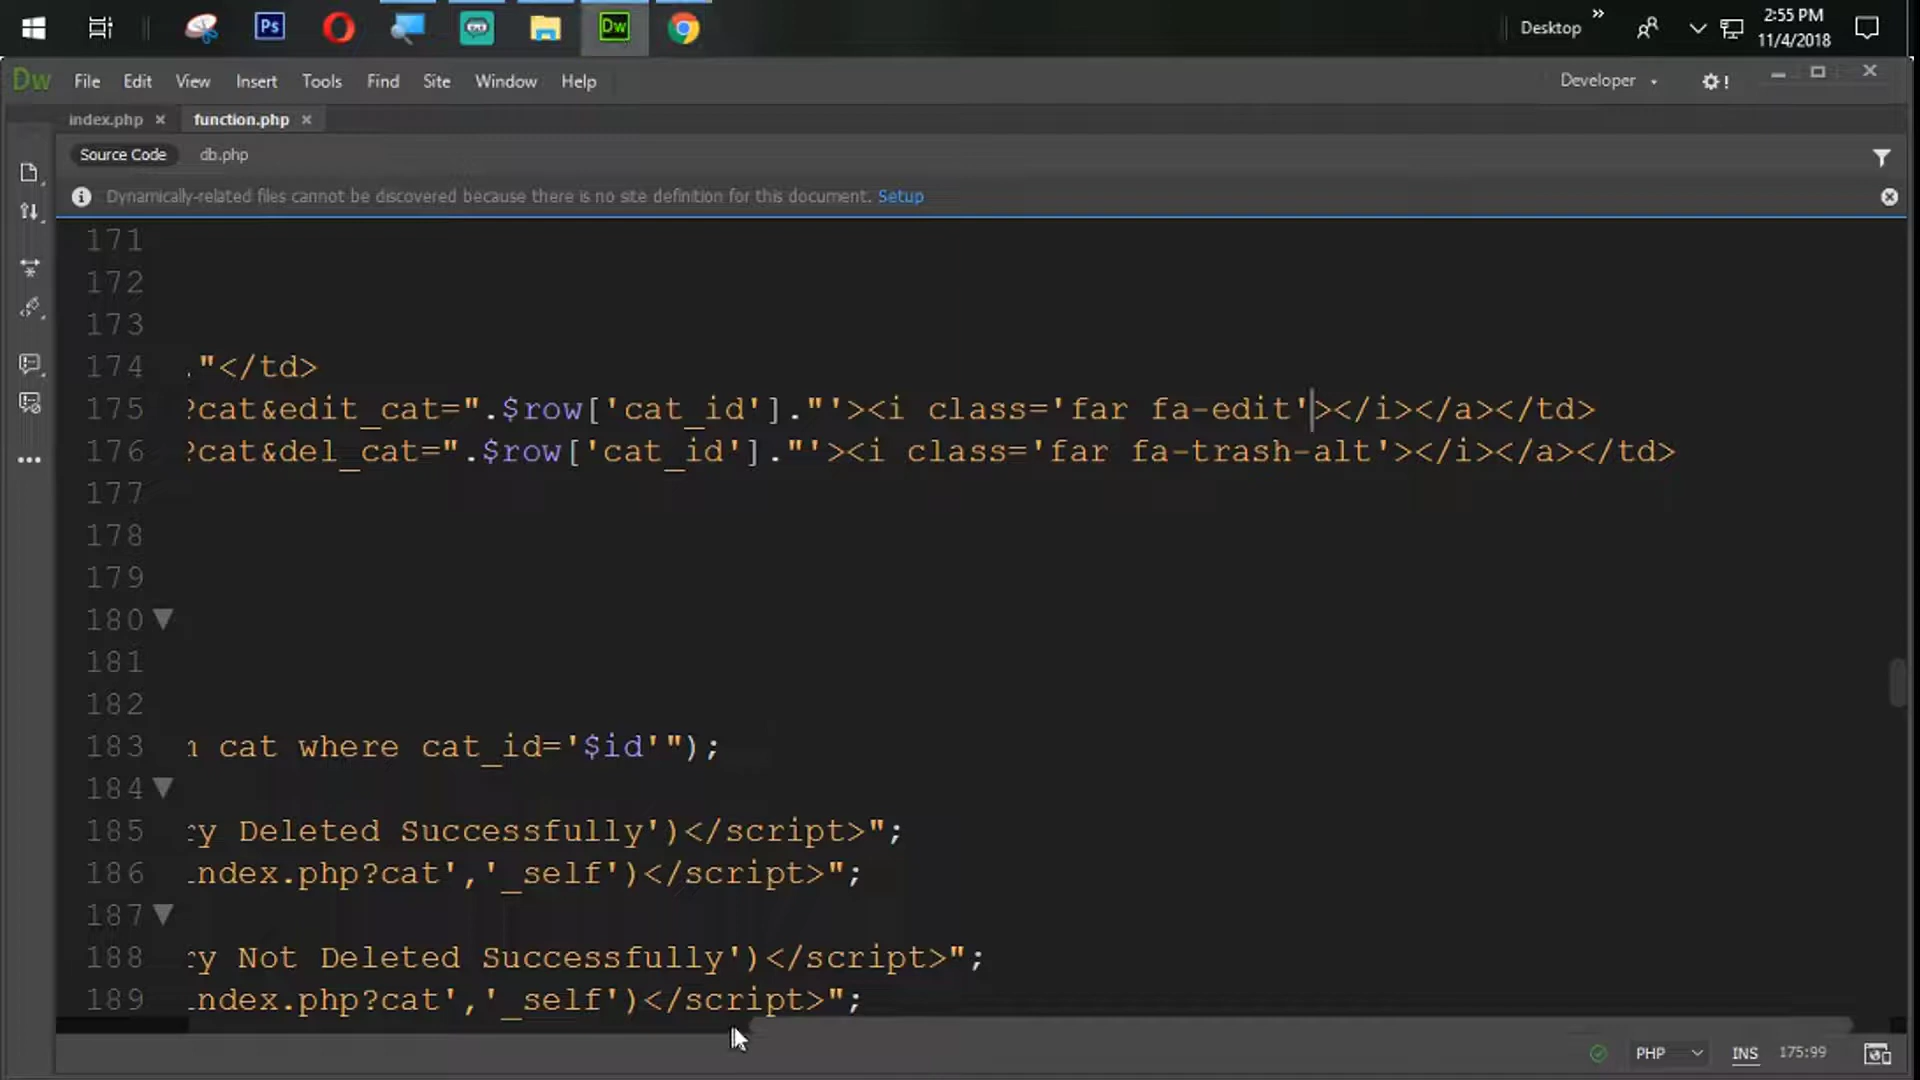 Ps
Dw
Desktop »
2:55 PM
11/4/2018
Dw File Edit View Insert Tools Find Site Window Help
Developer
!
index.php × function.php ×
Source Code db.php
Dynamically-related files cannot be discovered because there is no site definition for this document. Setup
171
172
173
174 ."</td>
175 ?cat&edit_cat=".$row['cat_id']."'><i class='far fa-edit'></i></a></td>
176 ?cat&del_cat=".$row['cat_id']."'><i class='far fa-trash-alt'></i></a></td>
177
178
179
180
181
182
183 cat where cat_id='$id'");
184
185 y Deleted Successfully')</script>";
186 ndex.php?cat','_self')</script>";
187
188 y Not Deleted Successfully')</script>";
189 ndex.php?cat','_self')</script>";
PHP INS 175:99